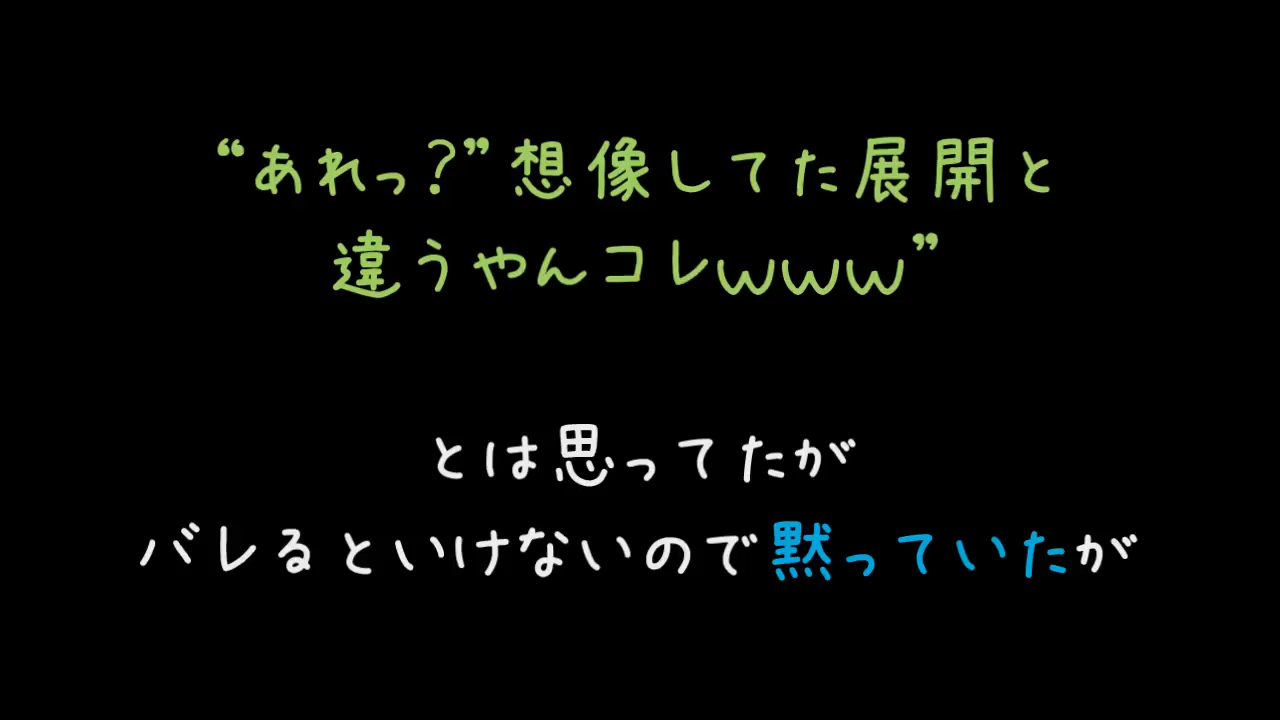 “あれっ?”想像してた展開と
違うやんコレwww”
とは思ってたが
バレるといけないので黙っていたが